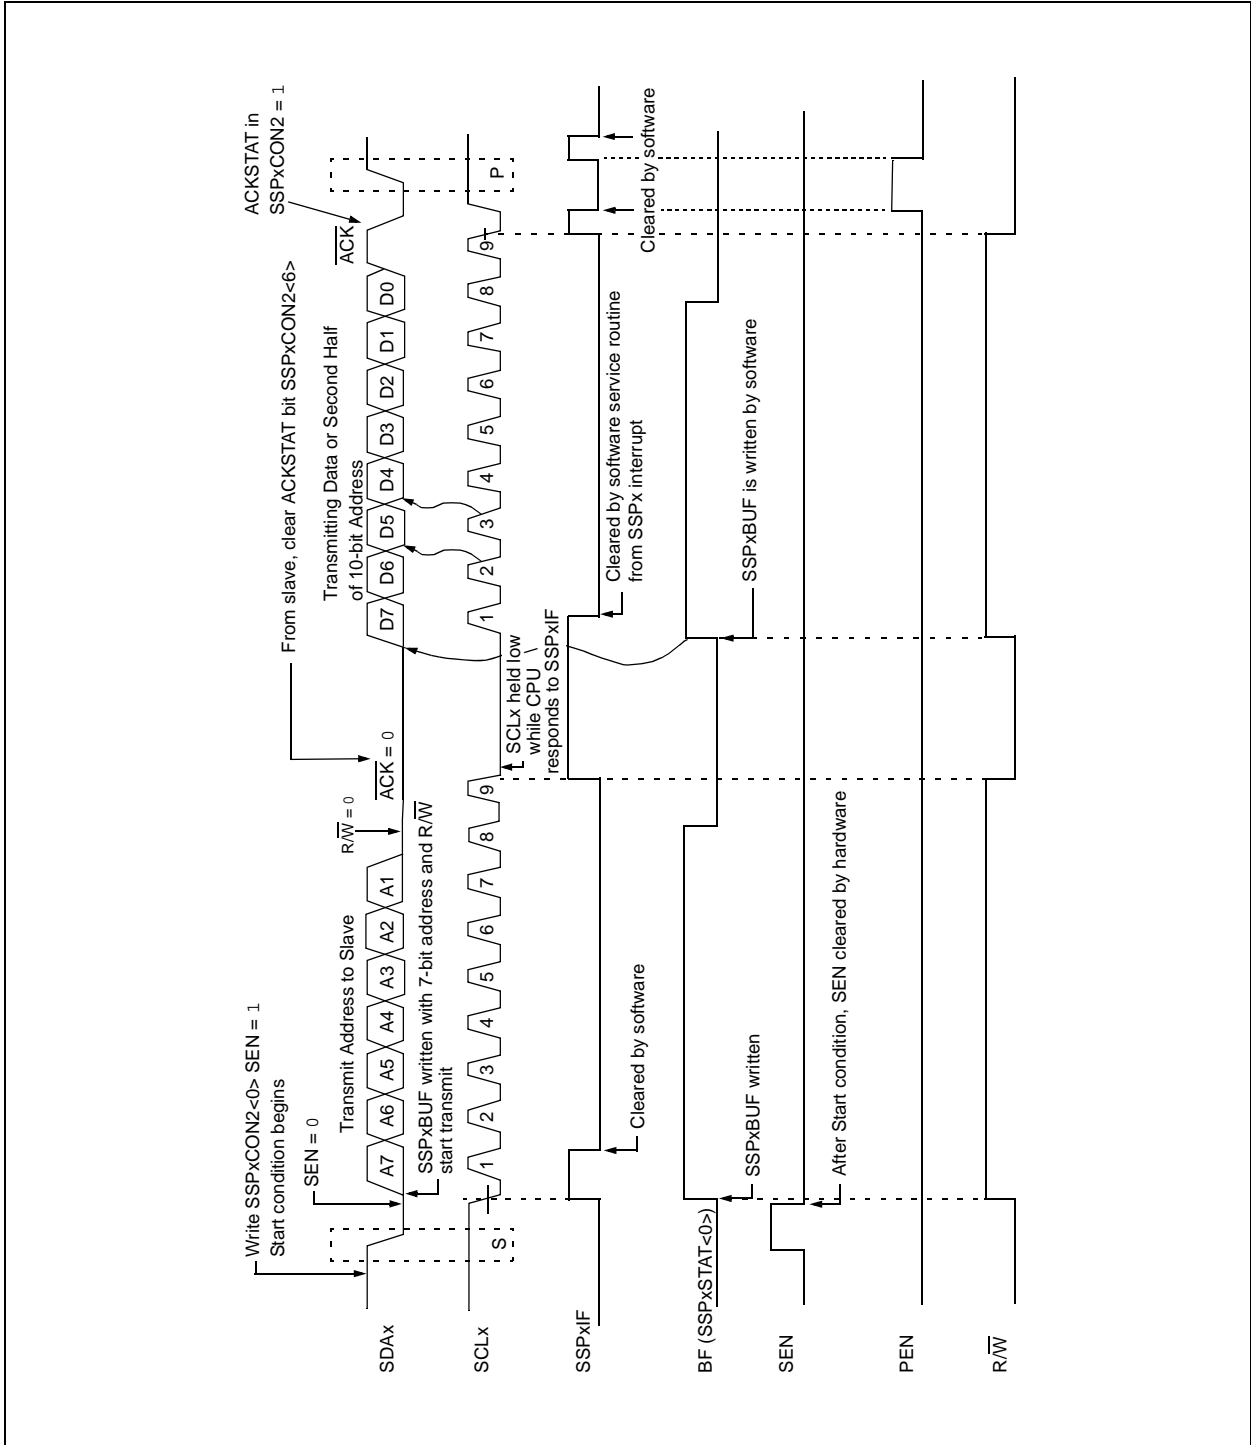 Write SSPxCON2<0> SEN = 1
Start condition begins
SEN = 0
Transmit Address to Slave
R/W = 0
ACK = 0
From slave, clear ACKSTAT bit SSPxCON2<6>
Transmitting Data or Second Half
of 10-bit Address
ACK
ACKSTAT in
SSPxCON2 = 1
SDAx
A7
A6
A5
A4
A3
A2
A1
D7
D6
D5
D4
D3
D2
D1
D0
SSPxBUF written with 7-bit address and R/W
start transmit
SCLx
S
1
2
3
4
5
6
7
8
9
1
2
3
4
5
6
7
8
9
P
SCLx held low
while CPU
responds to SSPxIF
SSPxIF
Cleared by software
Cleared by software service routine
from SSPx interrupt
Cleared by software
BF (SSPxSTAT<0>)
SSPxBUF written
SSPxBUF is written by software
SEN
After Start condition, SEN cleared by hardware
PEN
R/W